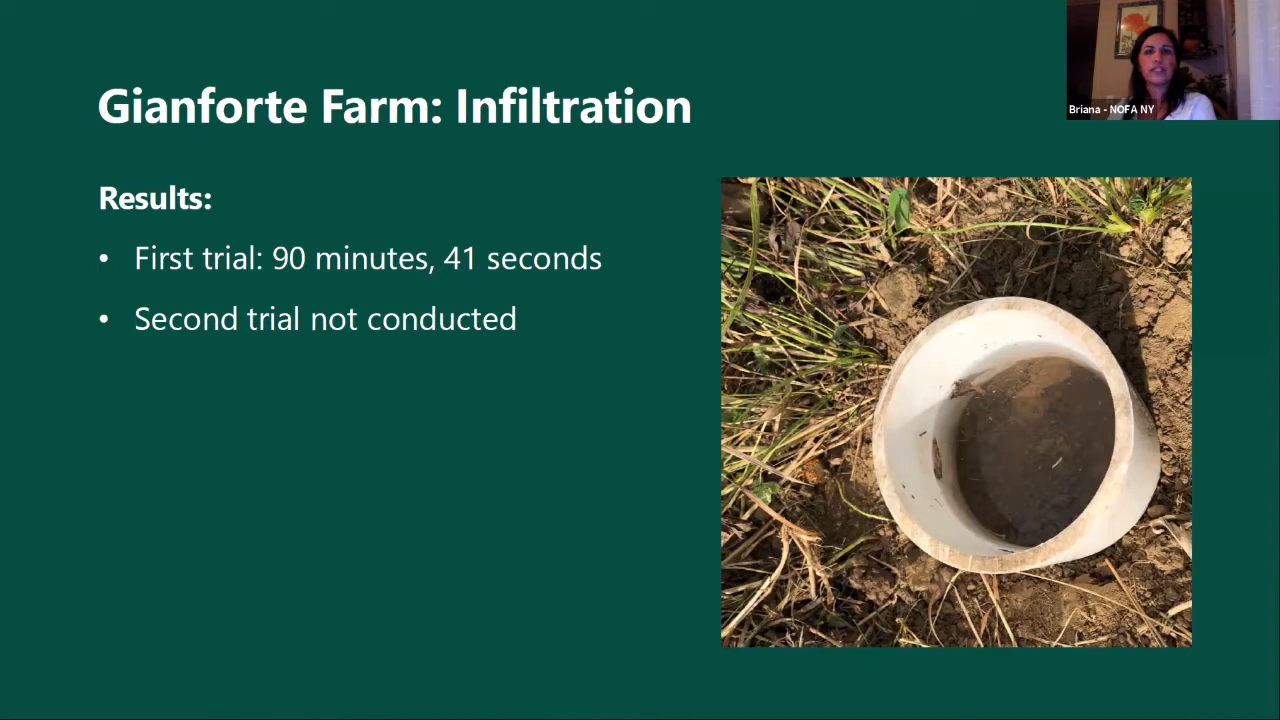 Gianforte Farm: Infiltration
Briana - NOFA NY
Results:
• First trial: 90 minutes, 41 seconds
• Second trial not conducted